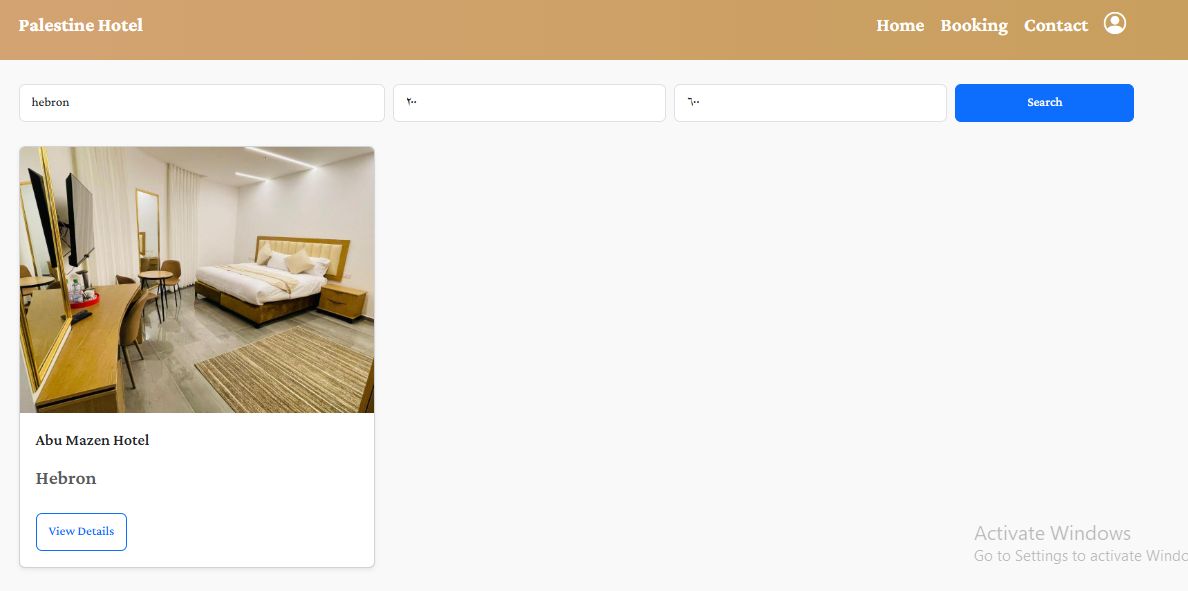 Palestine Hotel
Home Booking Contact
hebron
٢٠٠
٦٠٠
Search
Abu Mazen Hotel
Hebron
View Details
Activate Windows
Go to Settings to activate Windo